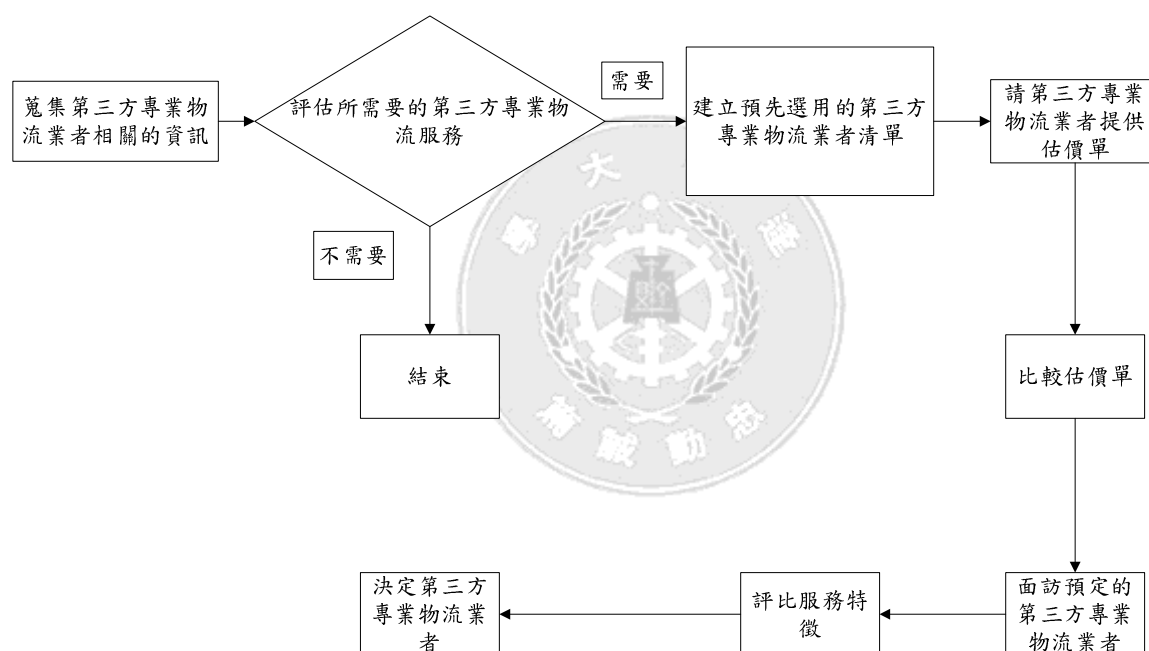 蒐集第三方專業物
流業者相關的資訊
評估所需要的第三方專業物
流服務
需要
建立預先選用的第三方
專業物流業者清單
請第三方專業
物流業者提供
估價單
不需要
結束
比較估價單
面訪預定的
第三方專業
物流業者
評比服務特
徵
決定第三方
專業物流業
者
大
學
誠
勤
忠